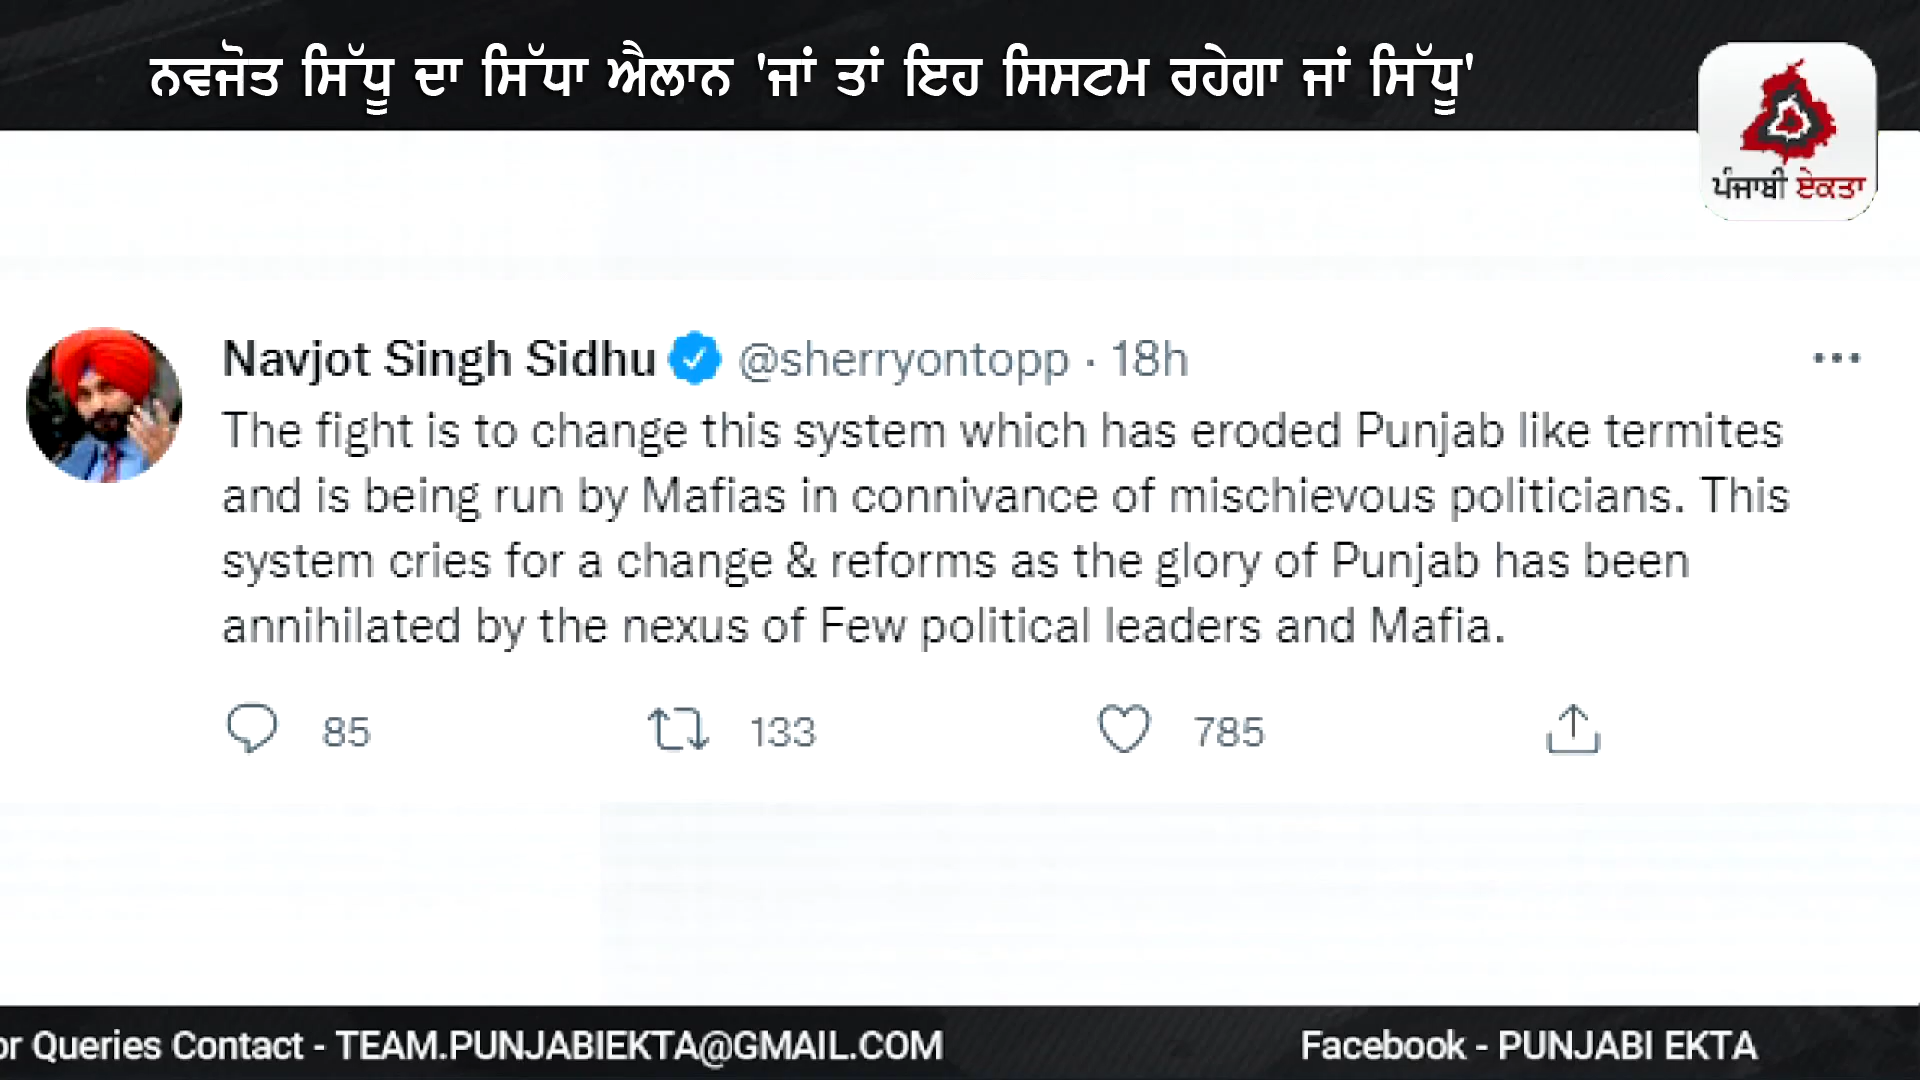 ਨਵਜੋਤ ਸਿੱਧੂ ਦਾ ਸਿੱਧਾ ਐਲਾਨ 'ਜਾਂ ਤਾਂ ਇਹ ਸਿਸਟਮ ਰਹੇਗਾ ਜਾਂ ਸਿੱਧੂ'
ਪੰਜਾਬੀ ਏਕਤਾ
Navjot Singh Sidhu @sherryontopp · 18h
The fight is to change this system which has eroded Punjab like termites
and is being run by Mafias in connivance of mischievous politicians. This
system cries for a change & reforms as the glory of Punjab has been
annihilated by the nexus of Few political leaders and Mafia.
85 133 785
or Queries Contact - TEAM.PUNJABIEKTA@GMAIL.COM Facebook - PUNJABI EKTA